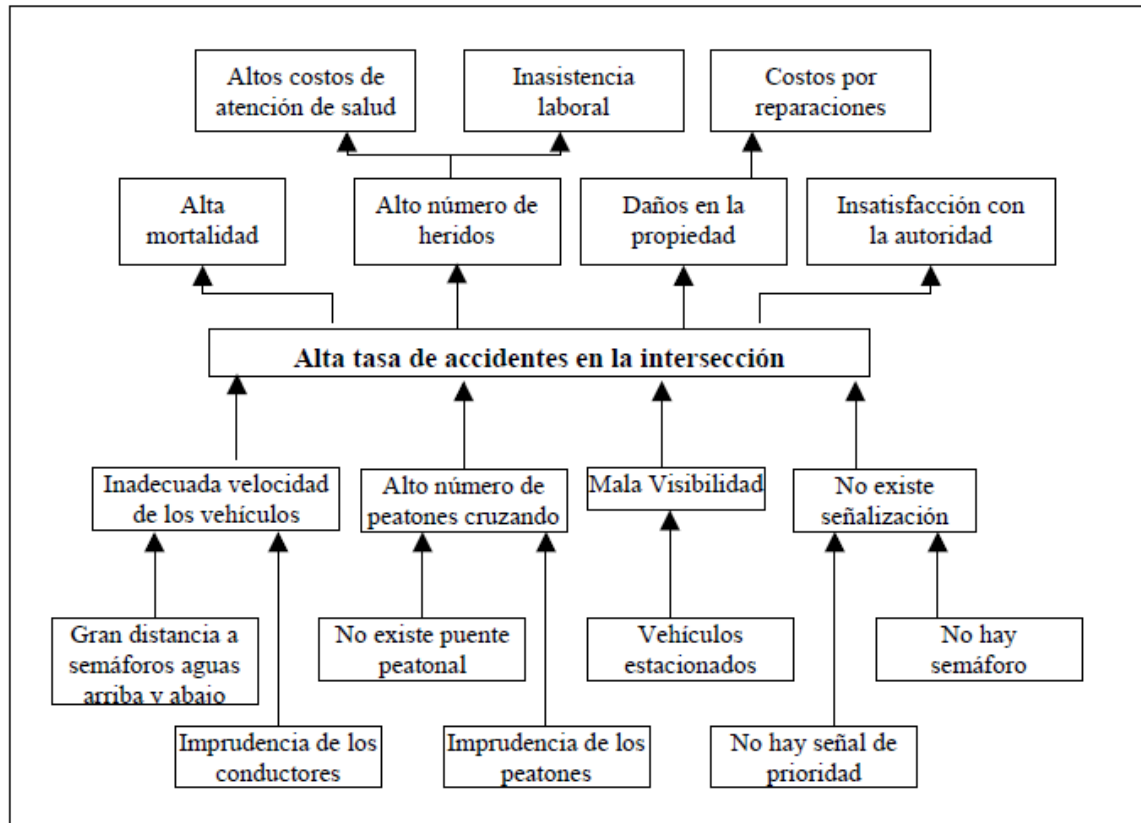 Altos costos de
atención de salud
Inasistencia
laboral
Costos por
reparaciones
Alta
mortalidad
Alto número de
heridos
Daños en la
propiedad
Insatisfacción con
la autoridad
Alta tasa de accidentes en la intersección
Inadecuada velocidad
de los vehículos
Alto número de
peatones cruzando
Mala Visibilidad
No existe
señalización
Gran distancia a
semáforos aguas
arriba y abajo
No existe puente
peatonal
Vehículos
estacionados
No hay
semáforo
Imprudencia de los
conductores
Imprudencia de los
peatones
No hay señal de
prioridad